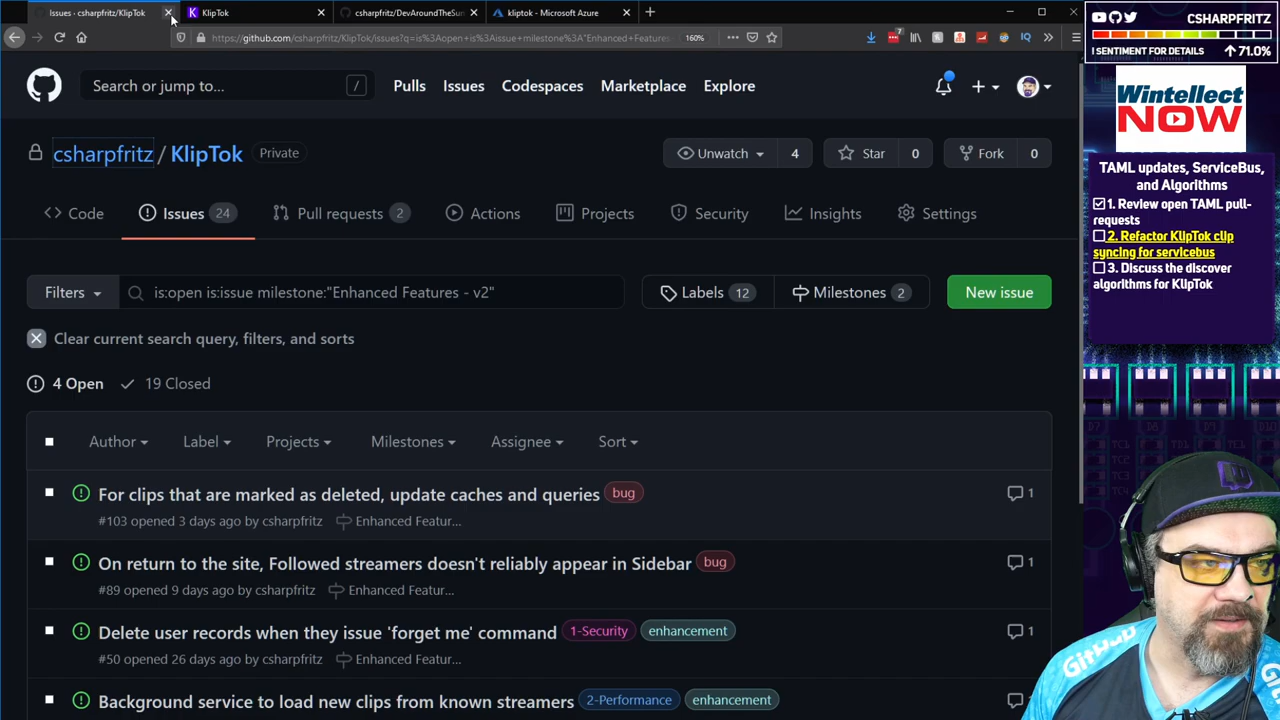 Issues · csharpfritz/KlipTok
KlipTok
csharpfritz/DevAroundTheSun
kliptok - Microsoft Azure
https://github.com/csharpfritz/KlipTok/issues?q=is%3Aopen+is%3Aissue+milestone%3A"Enhanced+Features
160%
7
IQ
Search or jump to...
/
Pulls
Issues
Codespaces
Marketplace
Explore
csharpfritz / KlipTok
Private
Unwatch
4
Star
0
Fork
0
Code
Issues 24
Pull requests 2
Actions
Projects
Security
Insights
Settings
Filters
is:open is:issue milestone:"Enhanced Features - v2"
Labels 12
Milestones 2
New issue
Clear current search query, filters, and sorts
4 Open
19 Closed
Author
Label
Projects
Milestones
Assignee
Sort
For clips that are marked as deleted, update caches and queries bug
1
#103 opened 3 days ago by csharpfritz Enhanced Featur...
On return to the site, Followed streamers doesn't reliably appear in Sidebar bug
1
#89 opened 9 days ago by csharpfritz Enhanced Featur...
Delete user records when they issue 'forget me' command 1-Security enhancement
1
#50 opened 26 days ago by csharpfritz Enhanced Featur...
Background service to load new clips from known streamers 2-Performance enhancement
CSHARPFRITZ
! SENTIMENT FOR DETAILS
71.0%
Wintellect
NOW
TAML updates, ServiceBus,
and Algorithms
1. Review open TAML pull-
requests
2. Refactor KlipTok clip
syncing for servicebus
3. Discuss the discover
algorithms for KlipTok
GitHub